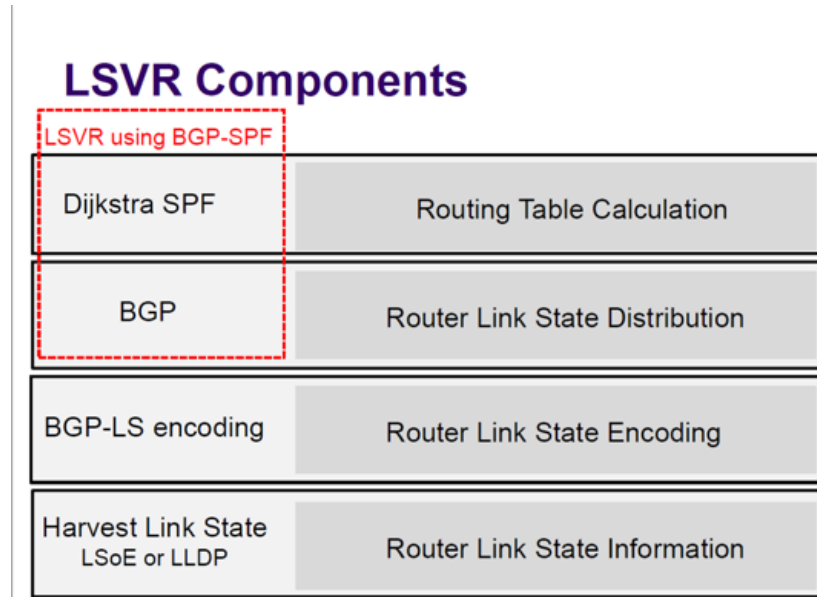 LSVR Components
LSVR using BGP-SPF
Dijkstra SPF
Routing Table Calculation
BGP
Router Link State Distribution
BGP-LS encoding
Router Link State Encoding
Harvest Link State
LSoE or LLDP
Router Link State Information